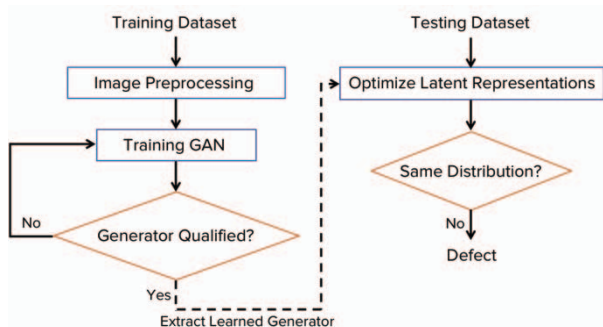 Training Dataset
Image Preprocessing
Training GAN
No
Generator Qualified?
Yes
Extract Learned Generator
Testing Dataset
Optimize Latent Representations
Same Distribution?
No
Defect